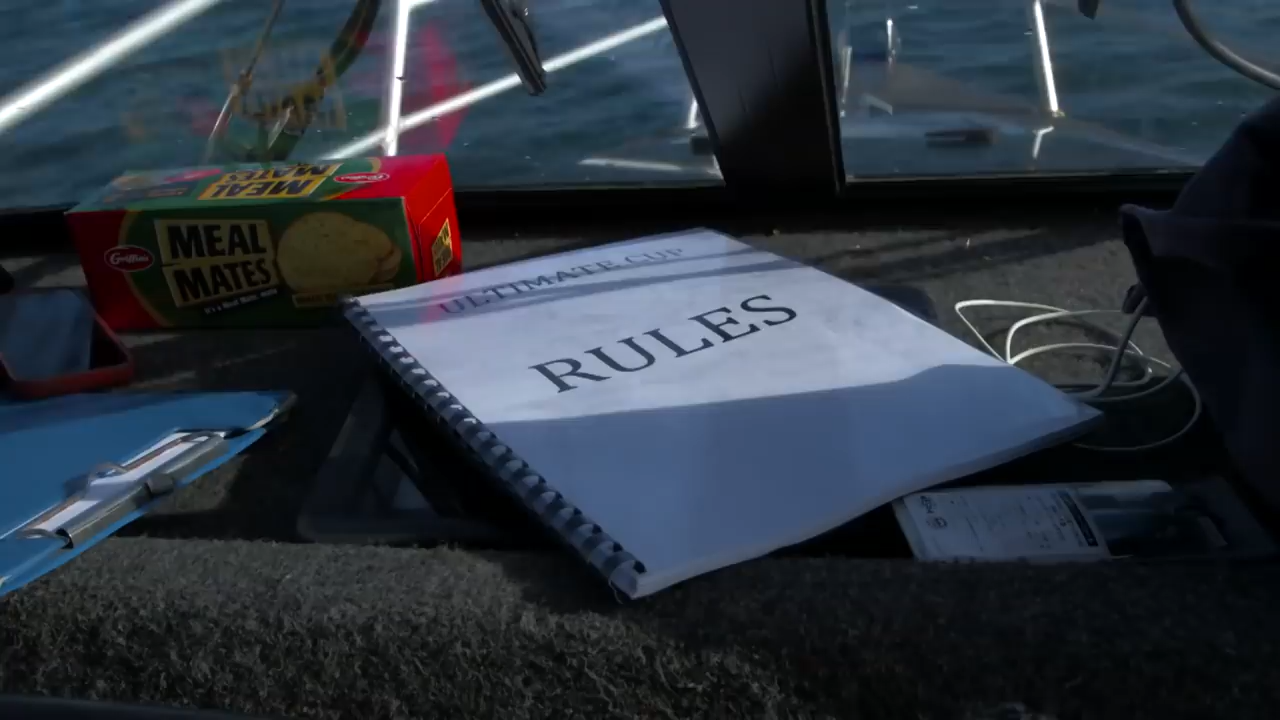 MEAL
MATES
Griffin's
MEAL
MATES
ULTIMATE CUP
RULES